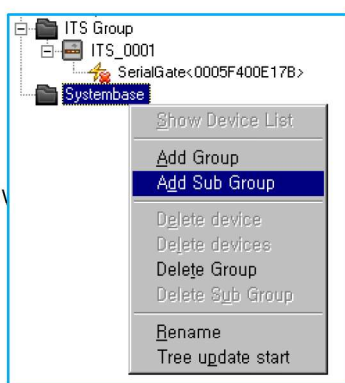 ITS Group
ITS_0001
SerialGate<0005F400E17B>
Systembase
Show Device List
Add Group
Add Sub Group
Delete device
Delete devices
Delete Group
Delete Sub Group
Rename
Tree update start